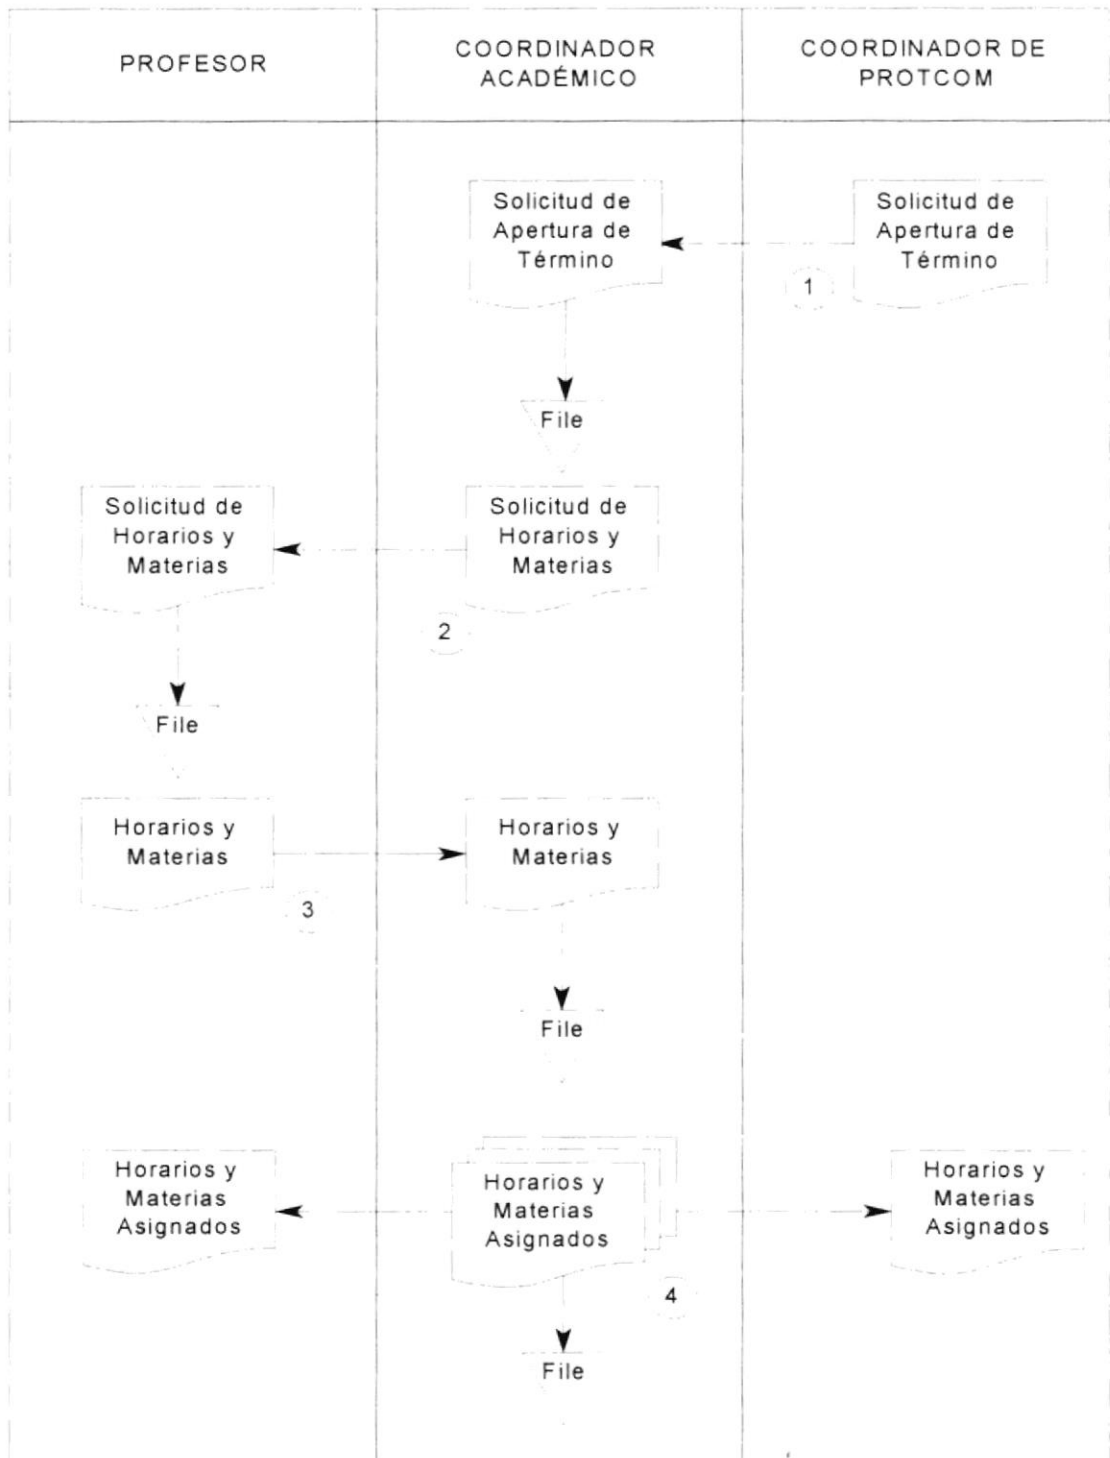 PROFESOR
COORDINADOR
ACADÉMICO
COORDINADOR DE
PROTCOM
Solicitud de
Apertura de
Término
Solicitud de
Apertura de
Término
1
File
Solicitud de
Horarios y
Materias
Solicitud de
Horarios y
Materias
2
File
Horarios y
Materias
Horarios y
Materias
3
File
Horarios y
Materias
Asignados
Horarios y
Materias
Asignados
Horarios y
Materias
Asignados
4
File